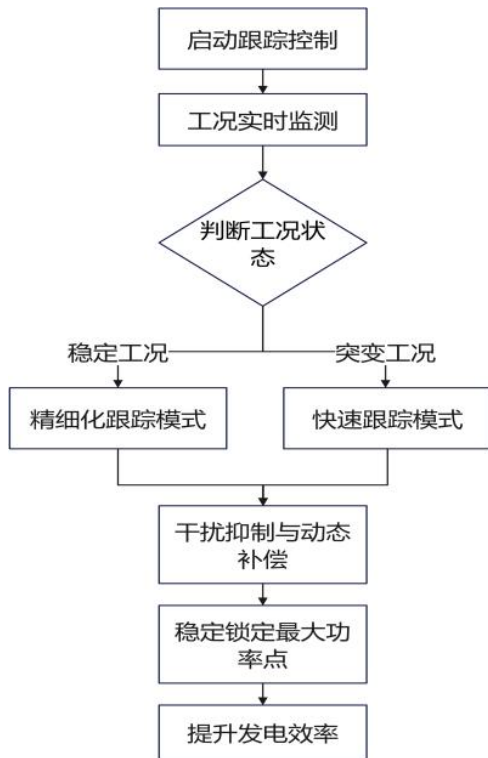 启动跟踪控制
工况实时监测
判断工况状
态
稳定工况
突变工况
精细化跟踪模式
快速跟踪模式
干扰抑制与动态
补偿
稳定锁定最大功
率点
提升发电效率